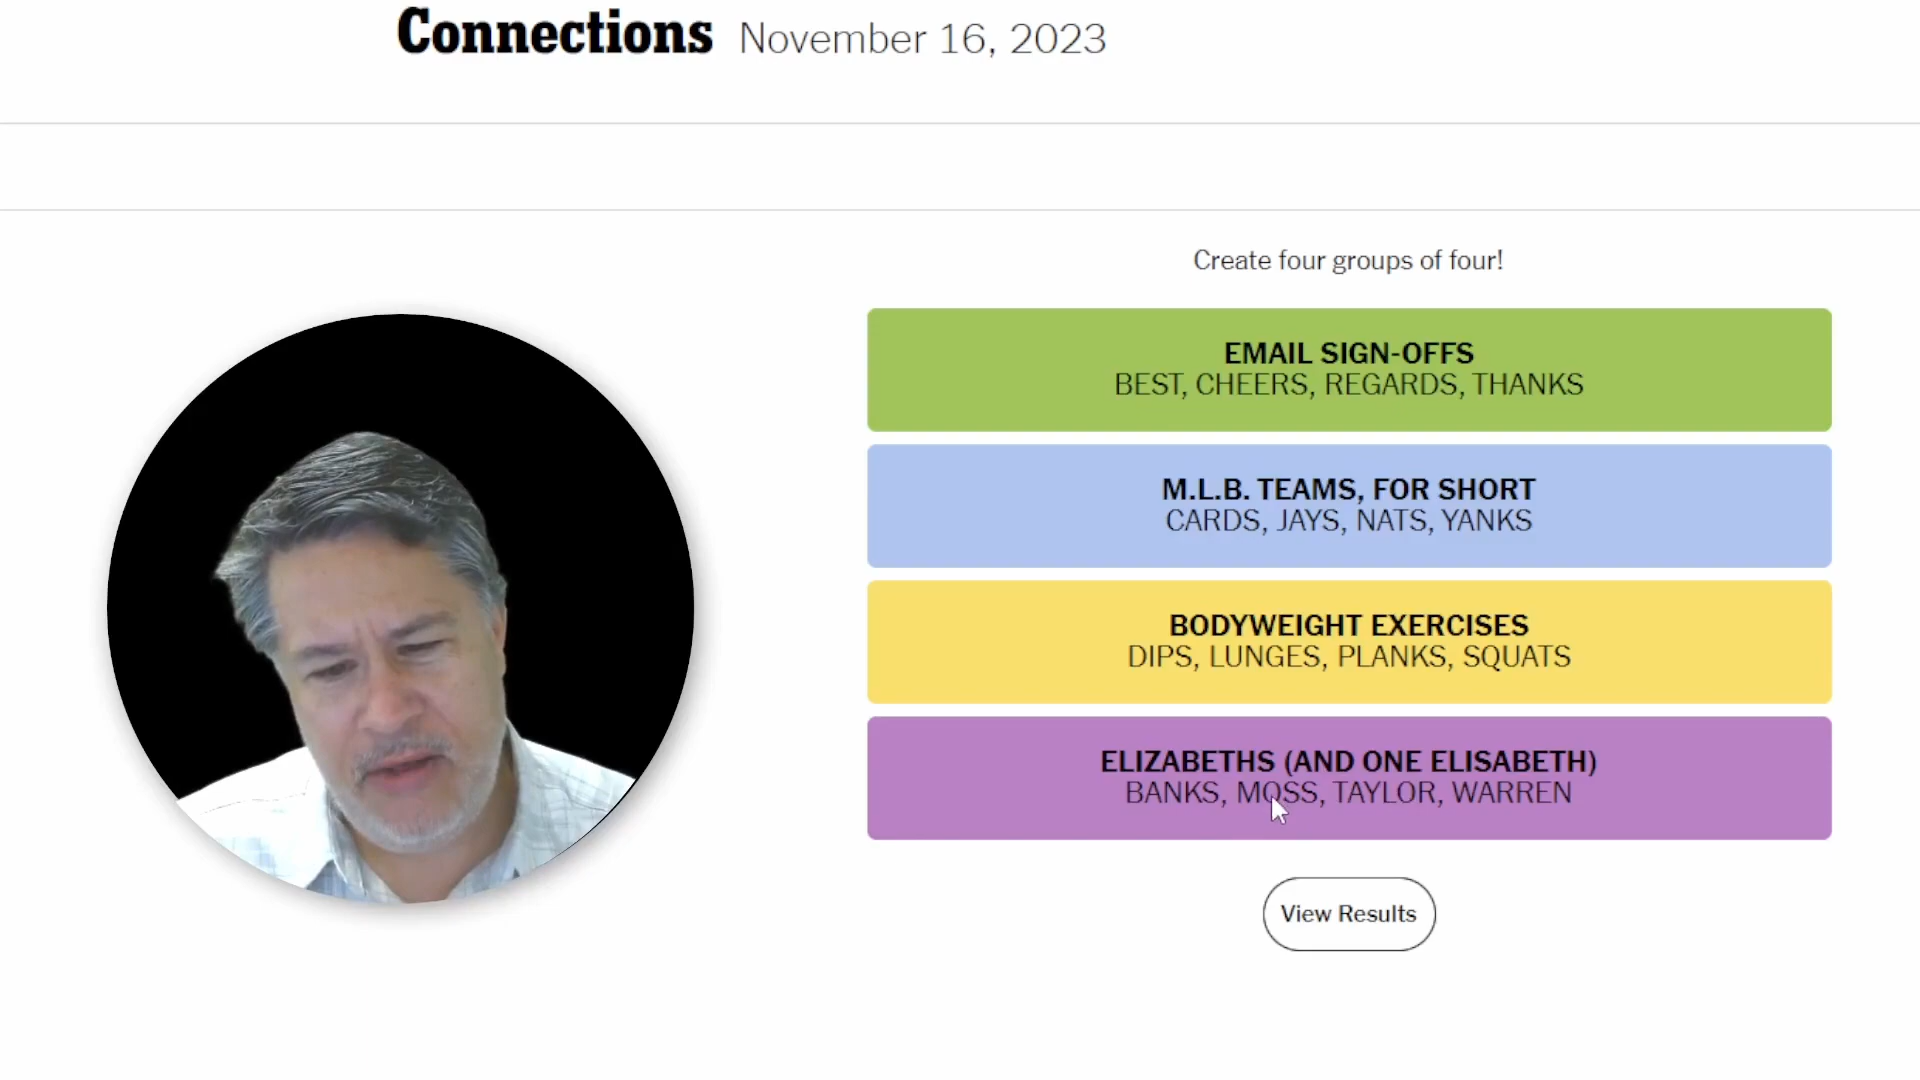 Connections November 16, 2023
Create four groups of four!
EMAIL SIGN-OFFS
BEST, CHEERS, REGARDS, THANKS
M.L.B. TEAMS, FOR SHORT
CARDS, JAYS, NATS, YANKS
BODYWEIGHT EXERCISES
DIPS, LUNGES, PLANKS, SQUATS
ELIZABETHS (AND ONE ELISABETH)
BANKS, MOSS, TAYLOR, WARREN
View Results